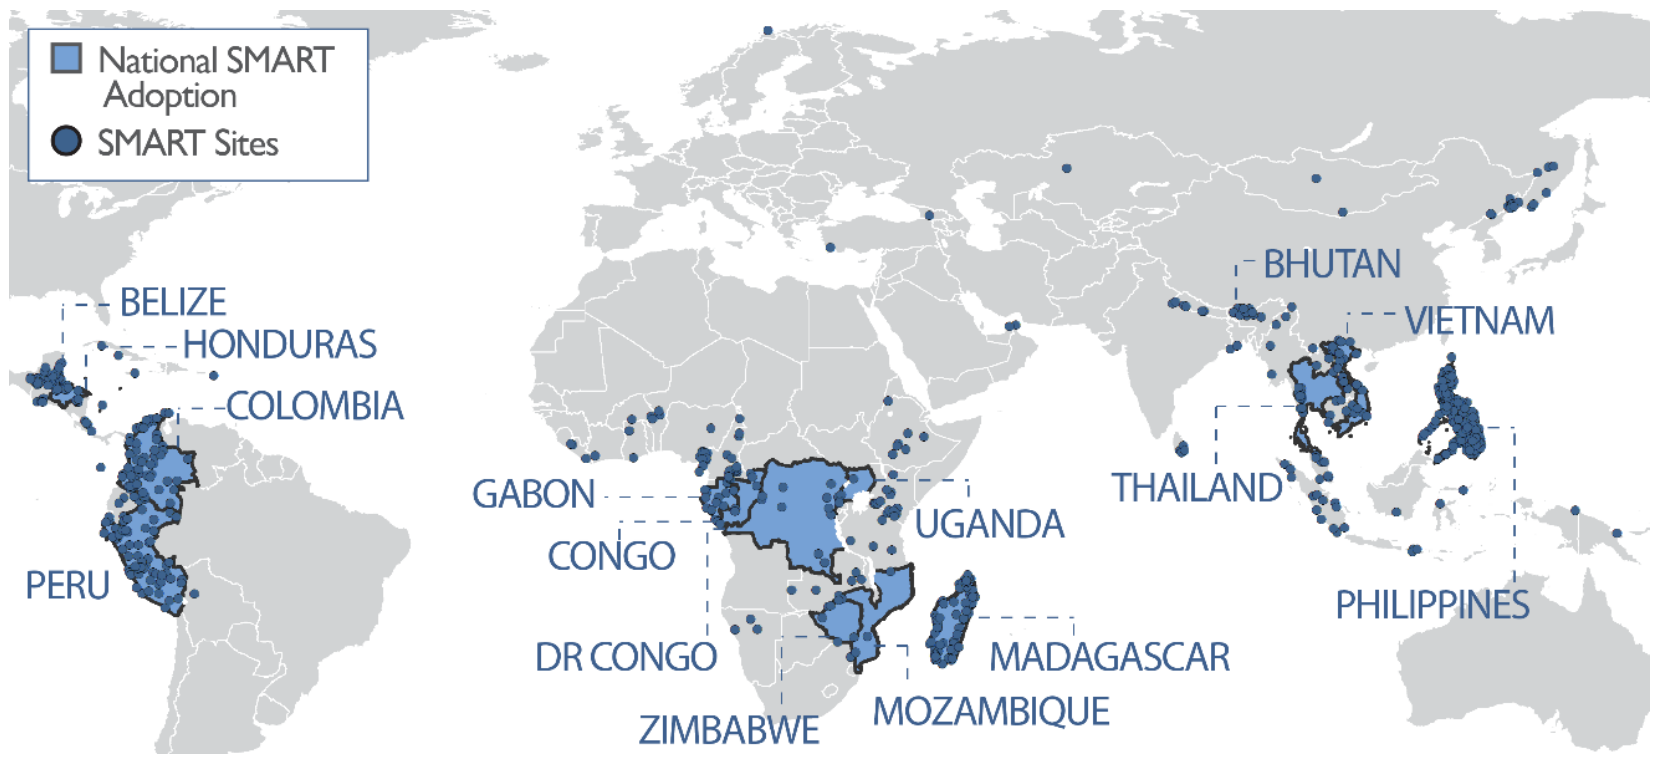 National SMART
Adoption
SMART Sites
BELIZE
HONDURAS
COLOMBIA
PERU
GABON
CONGO
DR CONGO
ZIMBABWE
UGANDA
MADAGASCAR
MOZAMBIQUE
BHUTAN
VIETNAM
THAILAND
PHILIPPINES